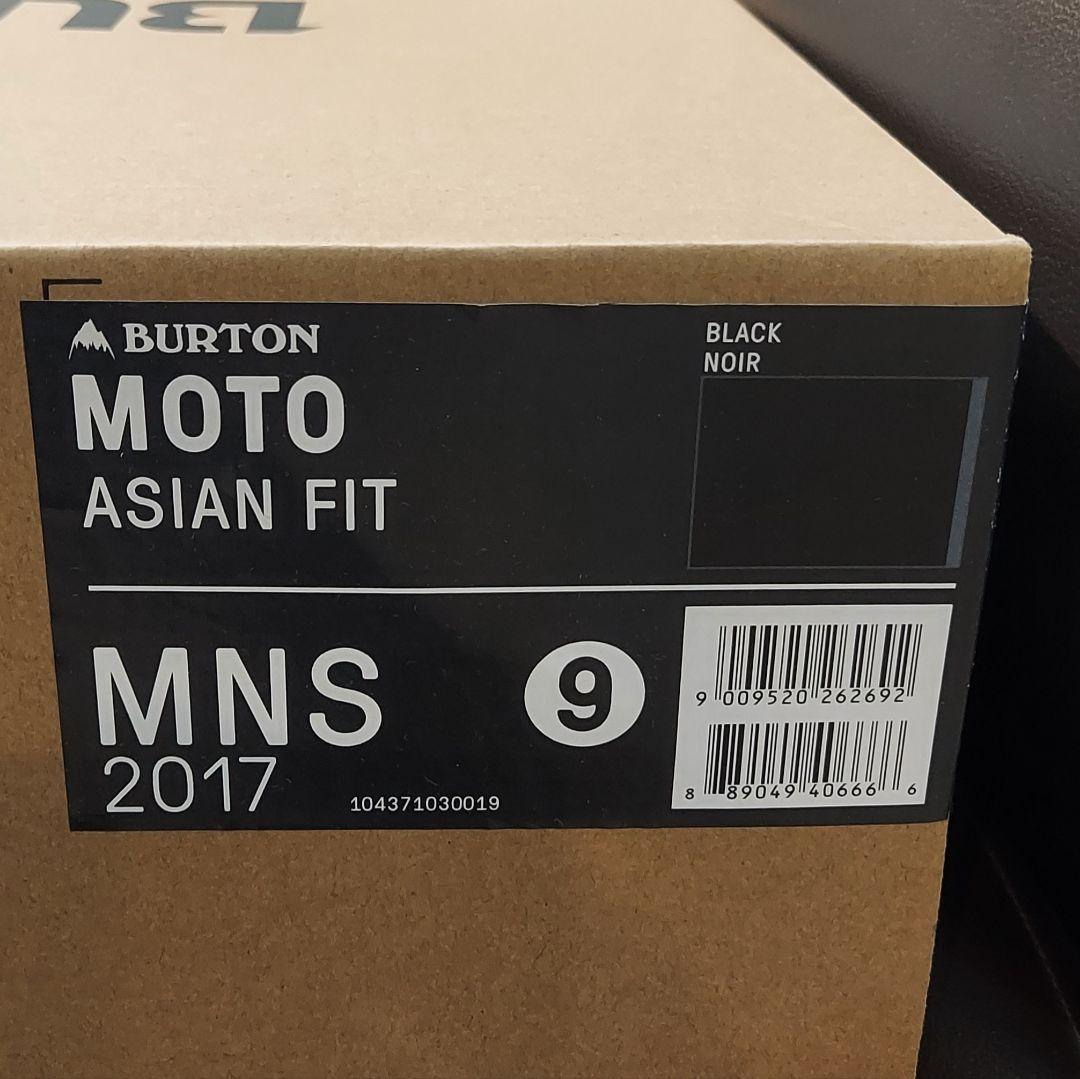 BURTON
MOTO
ASIAN FIT
BLACK
NOIR
MNS
2017
104371030019
9
9 009520 262692
8 89049 40666 6